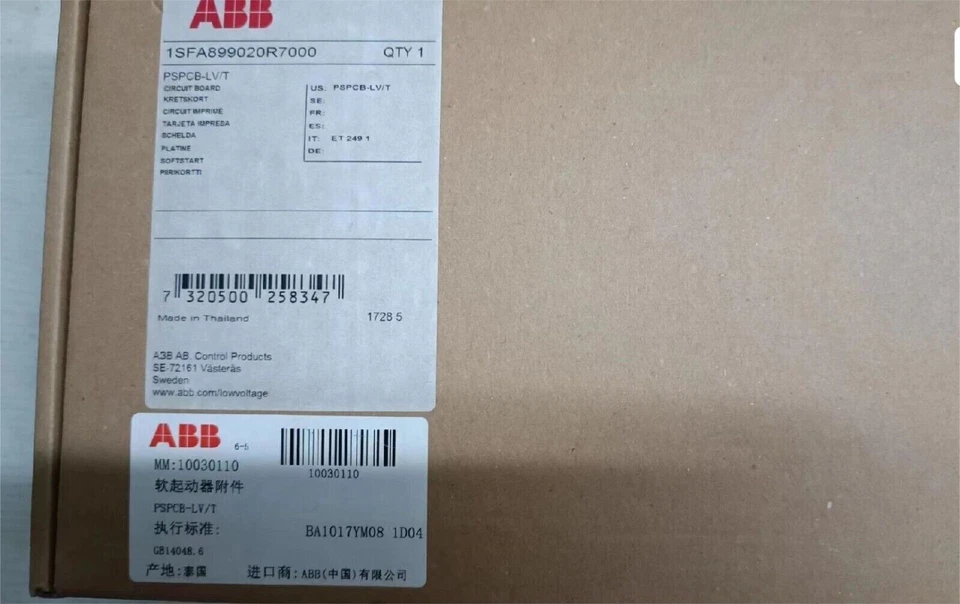 ABB
1SFA899020R7000 QTY 1
PSPCB-LV/T
CIRCUIT BOARD
KRETSKORT
CIRCUIT IMPRIME
TARJETA IMPRESA
SCHELDA
PLATINE
SOFTSTART
PIIRIKORTTI
US: PSPCB-LV/T
SE:
FR:
ES:
IT: ET 249 1
DE:
7 320500 258347
Made in Thailand 1728 5
ABB AB, Control Products
SE-72161 Västerås
Sweden
www.abb.com/lowvoltage
ABB
MM:10030110
10030110
软起动器附件
PSPCB-LV/T
执行标准:
BA1017YM08 1D04
GB14048.6
产地:泰国 进口商:ABB(中国)有限公司